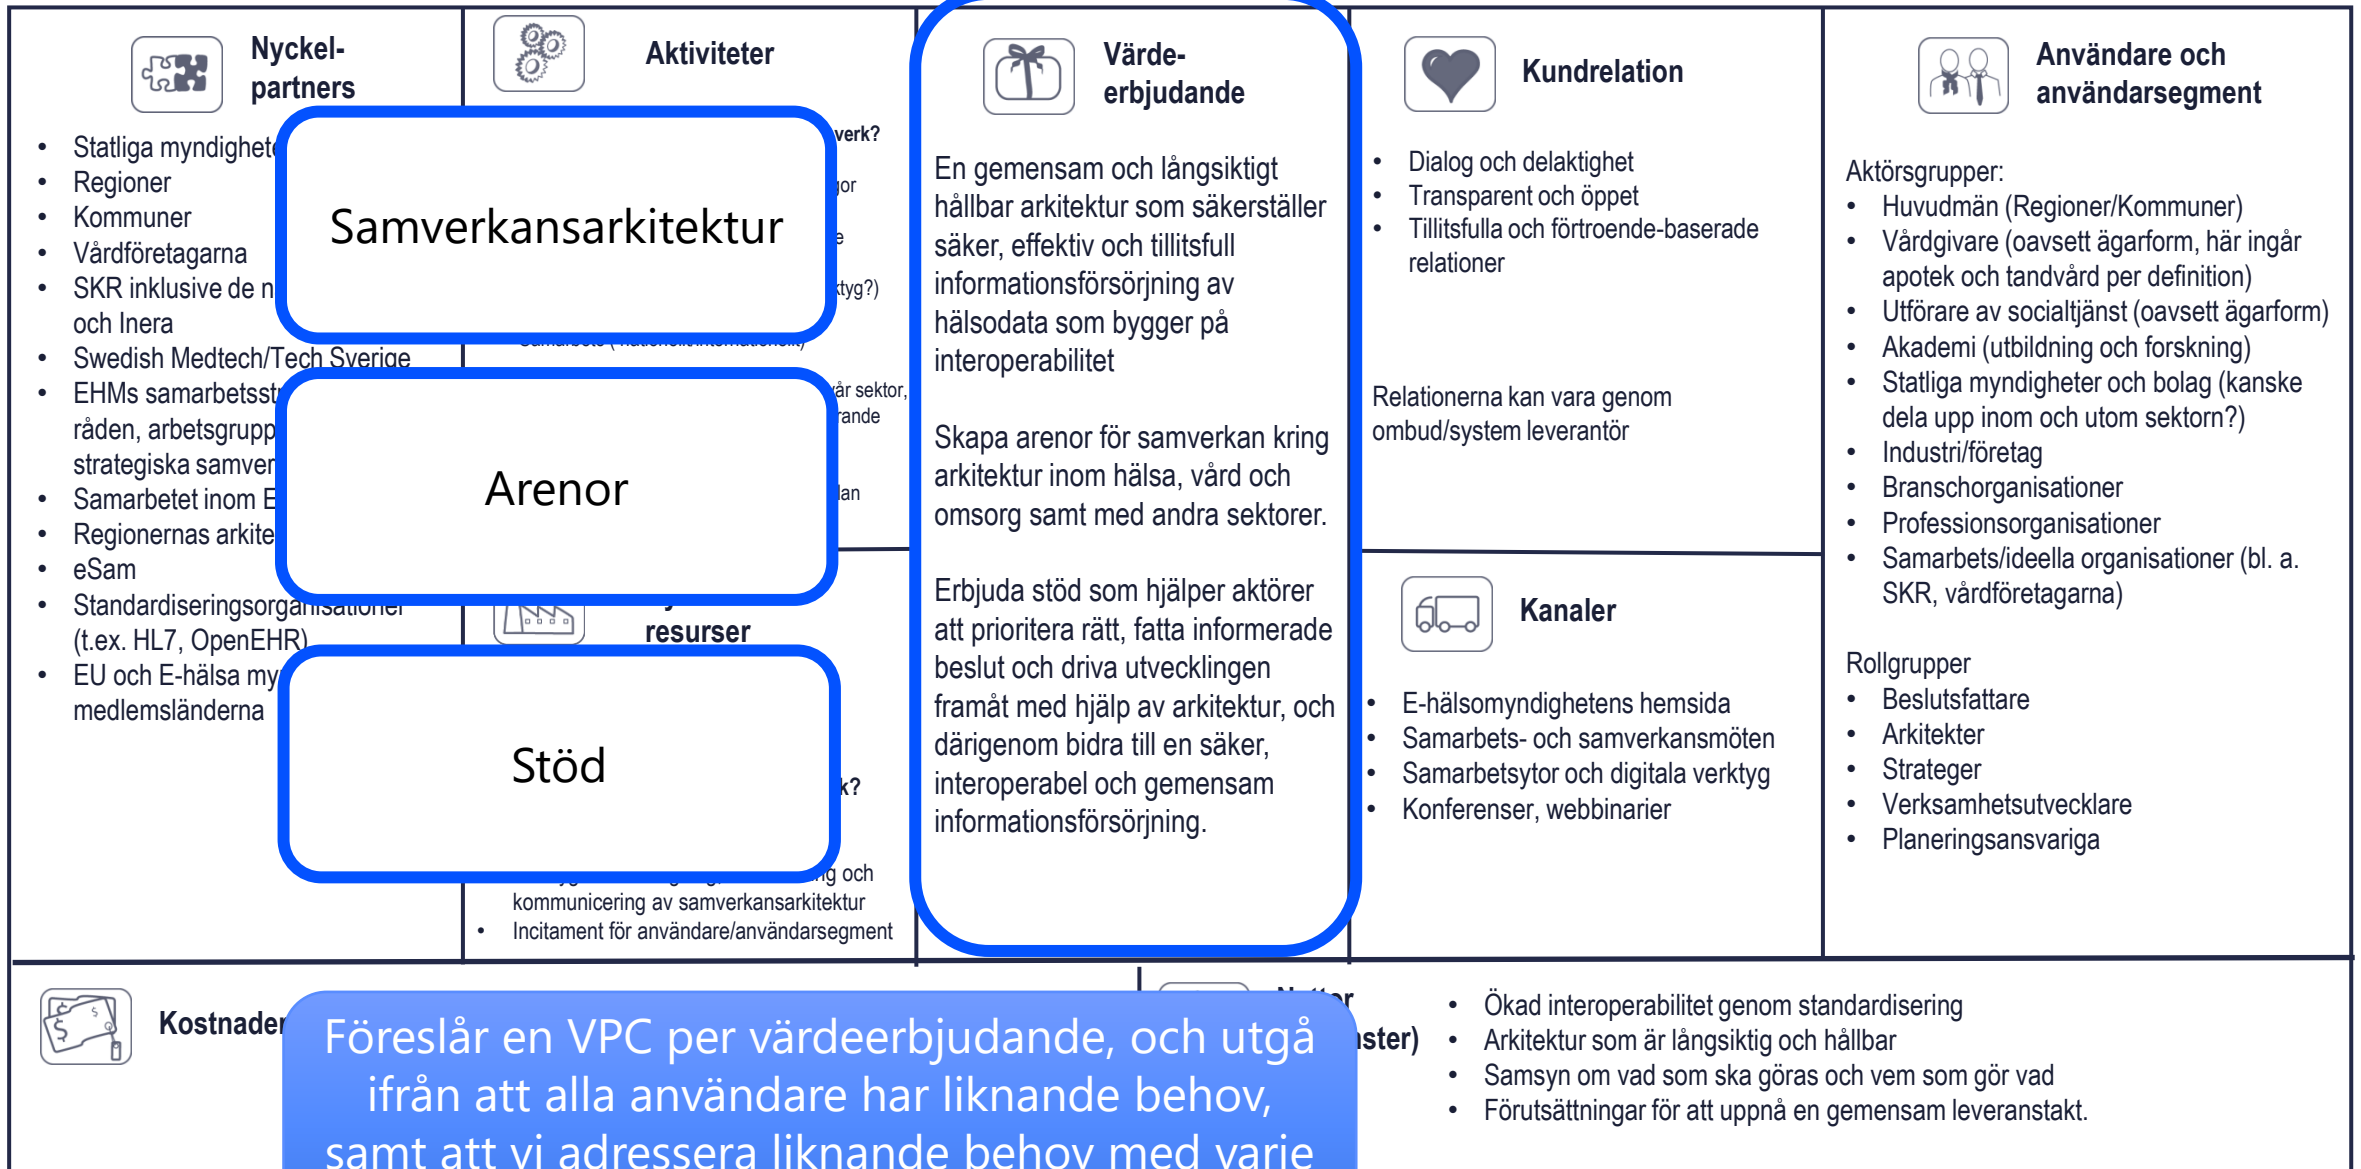 Nyckel-
partners
• Statliga
• Regioner
• Kommuner
• Vårdföretagarna
• SKR inklusive de
och Inera
• Swedish Medtech/Tech Sverige
• EHMs
råden,
strategiska
• Samarbetet inom
• Regionernas
• eSam
• Standardiseringsorganisationer
(t.ex. HL7, OpenEHR)
• EU och E-hälsa
medlemsländerna
Aktiviteter
verk?
vår sektor,
Samverkansarkitektur
Arenor
Stöd
resurser
och
kommunicering av samverkansarkitektur
• Incitament för användare/användarsegment
Värde-
erbjudande
En gemensam och långsiktigt
hållbar arkitektur som säkerställer
säker, effektiv och tillitsfull
informationsförsörjning av
hälsodata som bygger på
interoperabilitet
Skapa arenor för samverkan kring
arkitektur inom hälsa, vård och
omsorg samt med andra sektorer.
Erbjuda stöd som hjälper aktörer
att prioritera rätt, fatta informerade
beslut och driva utvecklingen
framåt med hjälp av arkitektur, och
därigenom bidra till en säker,
interoperabel och gemensam
informationsförsörjning.
Kundrelation
• Dialog och delaktighet
• Transparent och öppet
• Tillitsfulla och förtroende-baserade
relationer
Relationerna kan vara genom
ombud/system leverantör
Kanaler
• E-hälsomyndighetens hemsida
• Samarbets- och samverkansmöten
• Samarbetsytor och digitala verktyg
• Konferenser, webbinarier
Användare och
användarsegment
Aktörsgrupper:
• Huvudmän (Regioner/Kommuner)
• Vårdgivare (oavsett ägarform, här ingår
apotek och tandvård per definition)
• Utförare av socialtjänst (oavsett ägarform)
• Akademi (utbildning och forskning)
• Statliga myndigheter och bolag (kanske
dela upp inom och utom sektorn?)
• Industri/företag
• Branschorganisationer
• Professionsorganisationer
• Samarbets/ideella organisationer (bl. a.
SKR, vårdföretagarna)
Rollgrupper
• Beslutsfattare
• Arkitekter
• Strateger
• Verksamhetsutvecklare
• Planeringsansvariga
Kostnader
Föreslår en VPC per värdeerbjudande, och utgå
ifrån att alla användare har liknande behov,
samt att vi adressera liknande behov med varje
• Ökad interoperabilitet genom standardisering
• Arkitektur som är långsiktig och hållbar
• Samsyn om vad som ska göras och vem som gör vad
• Förutsättningar för att uppnå en gemensam leveranstakt.